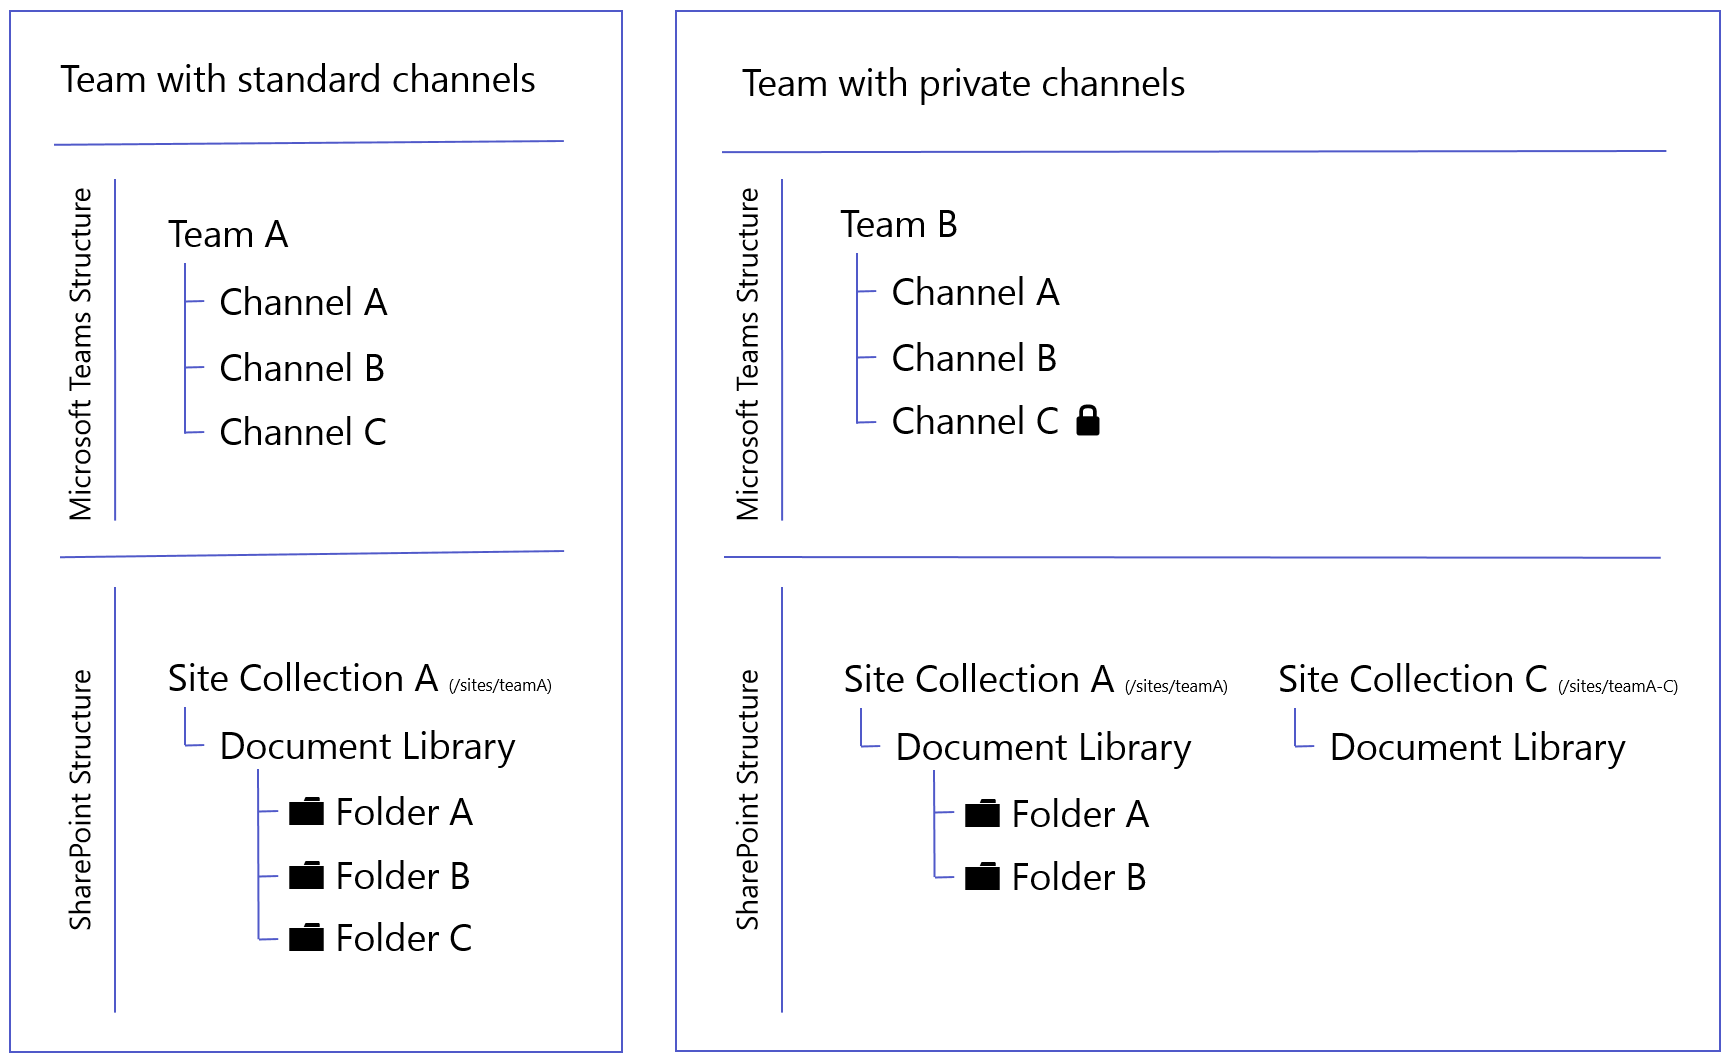 Team with standard channels
Microsoft Teams Structure
Team A
Channel A
Channel B
Channel C
SharePoint Structure
Site Collection A (/sites/teamA)
Document Library
Folder A
Folder B
Folder C
Team with private channels
Microsoft Teams Structure
Team B
Channel A
Channel B
Channel C
SharePoint Structure
Site Collection A (/sites/teamA)
Document Library
Folder A
Folder B
Site Collection C (/sites/teamA-C)
Document Library